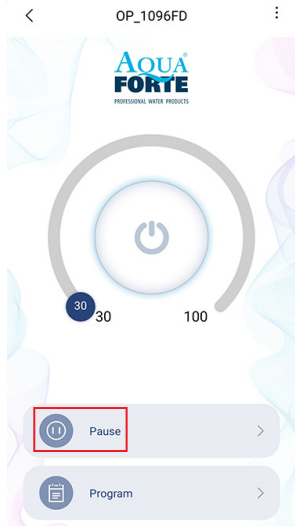 OP_1096FD
AQUA®
FORTE
PROFESSIONAL WATER PRODUCTS
30
30 100
Pause
Program